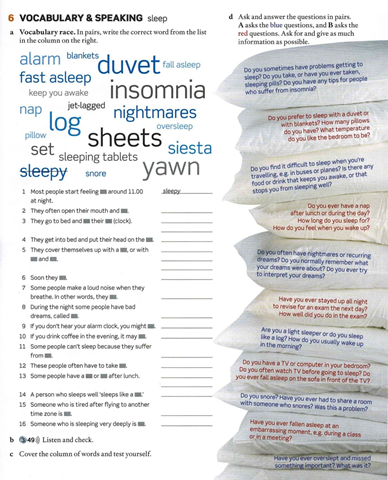 6 VOCABULARY & SPEAKING sleep
a Vocabulary race. In pairs, write the correct word from the list
in the column on the right.
alarm blankets duvet fall asleep
fast asleep insomnia
keep you awake
nap jet-lagged nightmares
log oversleep
pillow sheets siesta
set sleeping tablets
sleepy snore yawn
1 Most people start feeling around 11.00 sleepy
at night.
2 They often open their mouth and .
3 They go to bed and their (clock).
4 They get into bed and put their head on the .
5 They cover themselves up with a , or with
and .
6 Soon they .
7 Some people make a loud noise when they
breathe, in other words, they .
8 During the night some people have bad
dreams, called .
9 If you don't hear your alarm clock, you might .
10 If you drink coffee in the evening, it may .
11 Some people can't sleep because they suffer
from .
12 These people often have to take .
13 Some people have a or after lunch.
14 A person who sleeps well 'sleeps like a .'
15 Someone who is tired after flying to another
time zone is .
16 Someone who is sleeping very deeply is .
b 3 49 Listen and check.
c Cover the column of words and test yourself.
d Ask and answer the questions in pairs.
A asks the blue questions, and B asks the
red questions. Ask for and give as much
information as possible.
Do you sometimes have problems getting to
sleep? Do you take, or have you ever taken,
sleeping pills? Do you have any tips for people
who suffer from insomnia?
Do you prefer to sleep with a duvet or
with blankets? How many pillows
do you have? What temperature
do you like the bedroom to be?
Do you find it difficult to sleep when you're
travelling, e.g. in buses or planes? Is there any
food or drink that keeps you awake, or that
stops you from sleeping well?
Do you ever have a nap
after lunch or during the day?
How long do you sleep for?
How do you feel when you wake up?
Do you often have nightmares or recurring
dreams? Do you normally remember what
your dreams were about? Do you ever try
to interpret your dreams?
Have you ever stayed up all night
to revise for an exam the next day?
How well did you do in the exam?
Are you a light sleeper or do you sleep
like a log? How do you usually wake up
in the morning?
Do you have a TV or computer in your bedroom?
Do you often watch TV before going to sleep? Do
you ever fall asleep on the sofa in front of the TV?
Do you snore? Have you ever had to share a room
with someone who snores? Was this a problem?
Have you ever fallen asleep at an
embarrassing moment, e.g. during a class
or in a meeting?
Have you ever overslept and missed
something important? What was it?